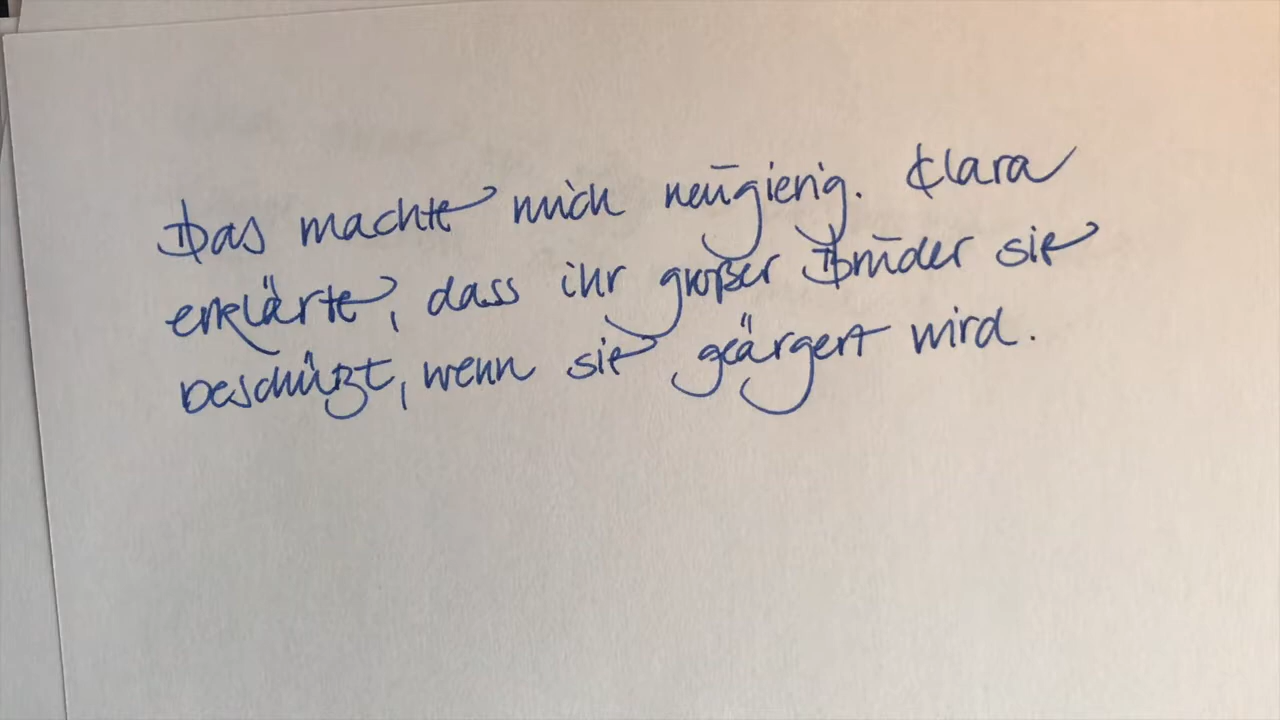 Das machte mich neugierig. Clara
erklärte, dass ihr großer Bruder sie
beschützt, wenn sie geärgert wird.